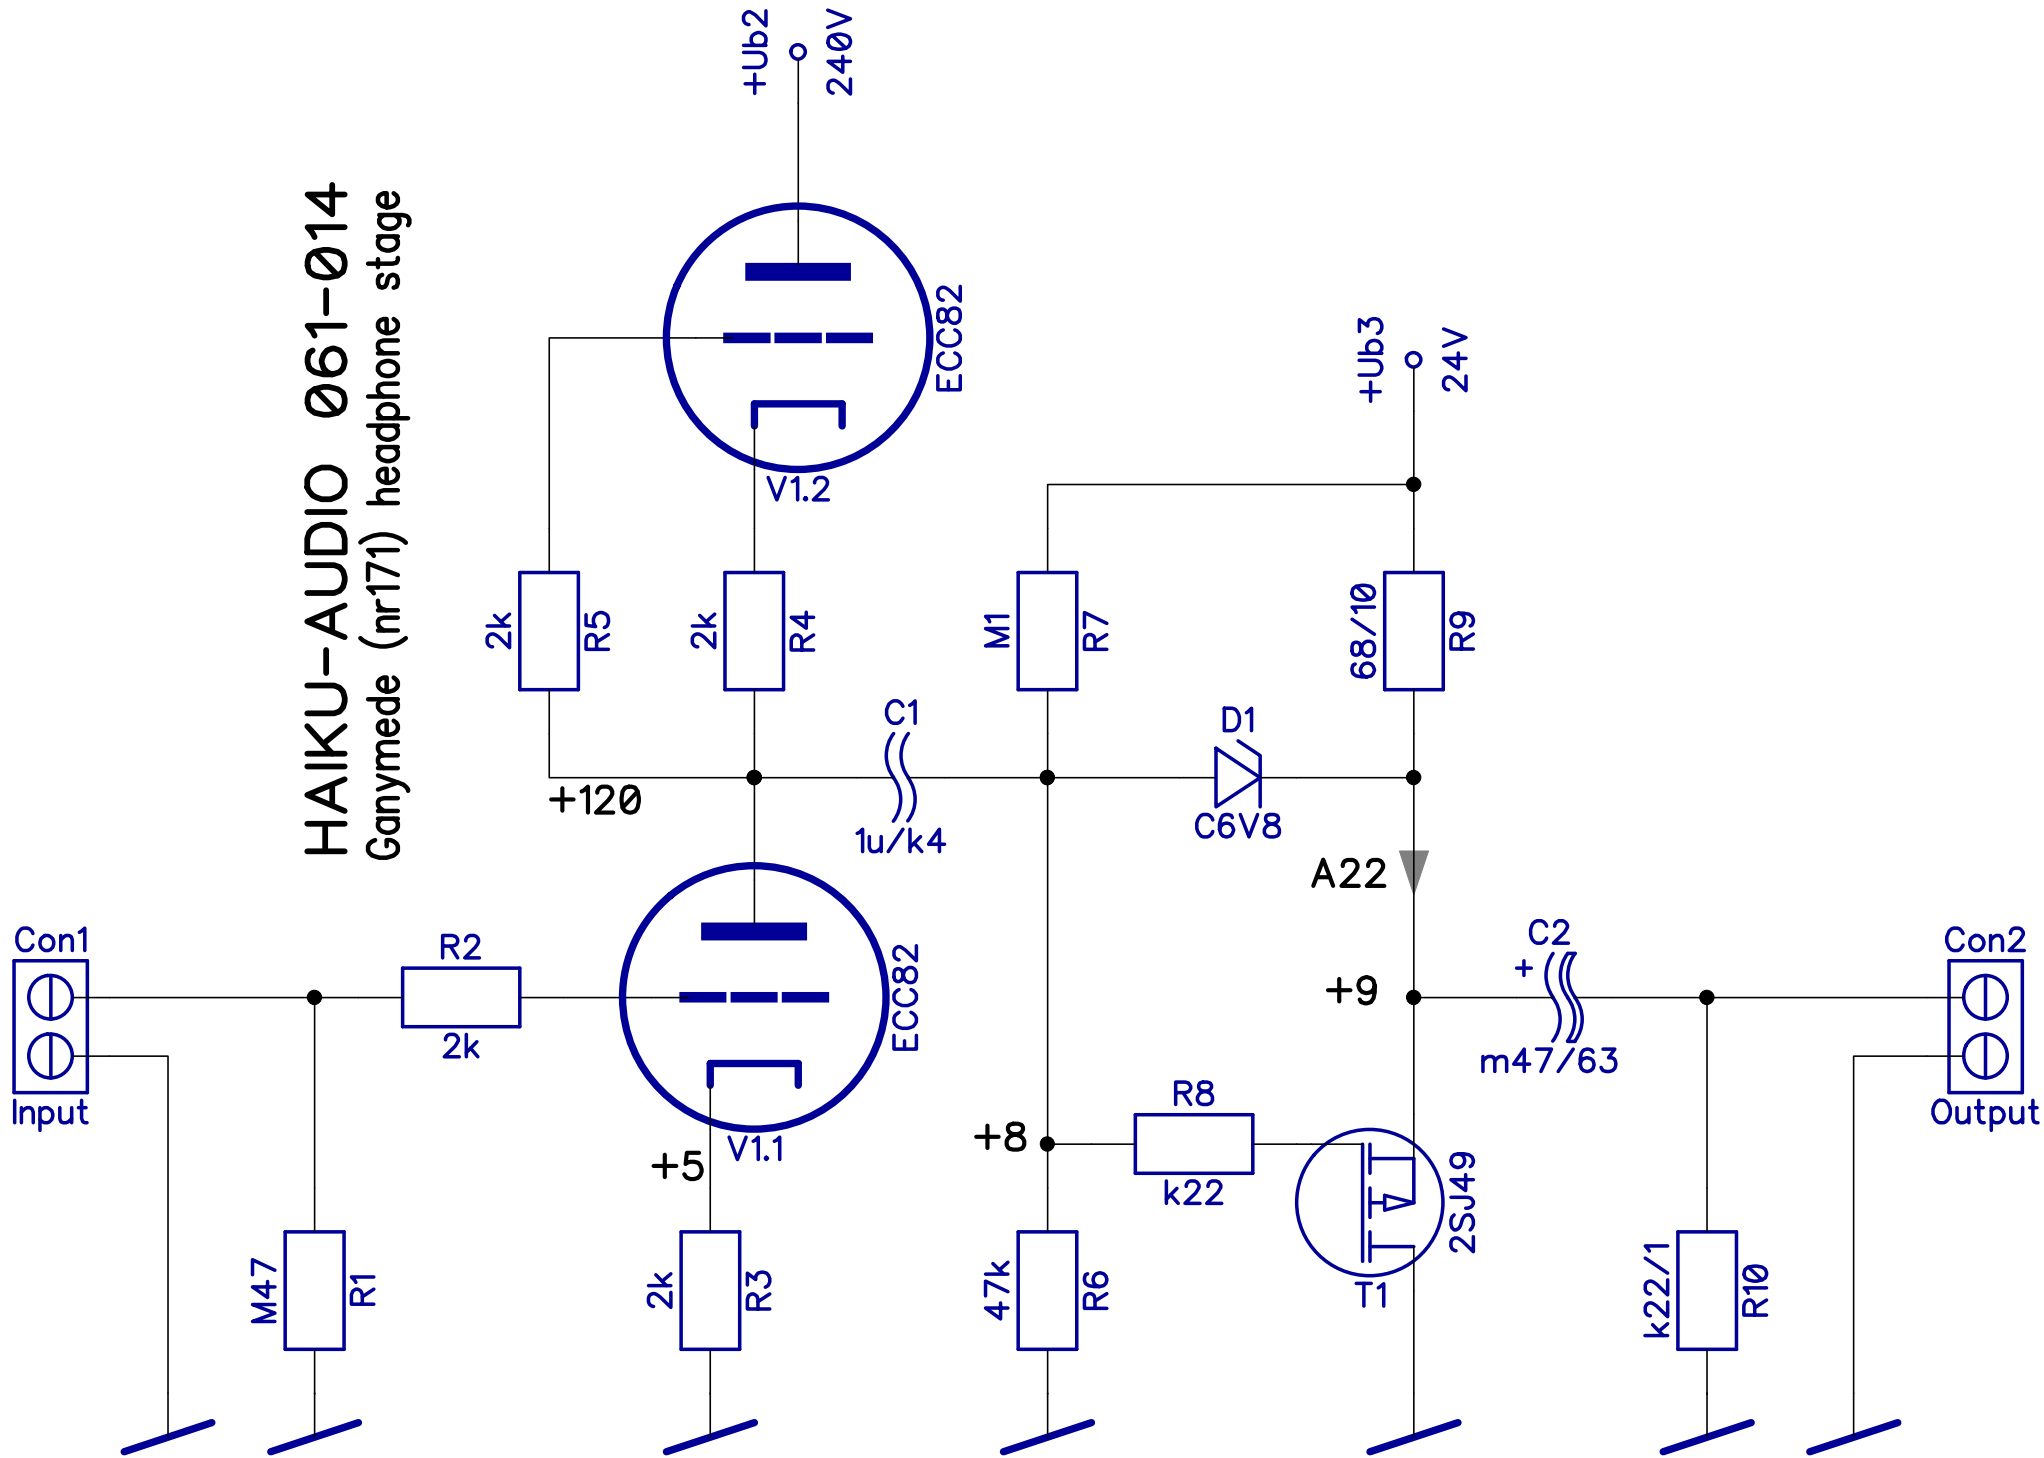 HAIKU-AUDIO 061-014
Ganymede (nr171) headphone stage
+Ub2
240V
ECC82
V1.2
+Ub3
24V
2k
R5
2k
R4
M1
R7
68/10
R9
+120
C1
1u/k4
D1
C6V8
A22
Con1
Input
R2
2k
ECC82
V1.1
+5
+9
C2
+
m47/63
Con2
Output
+8
R8
k22
2SJ49
T1
M47
R1
2k
R3
47k
R6
k22/1
R10